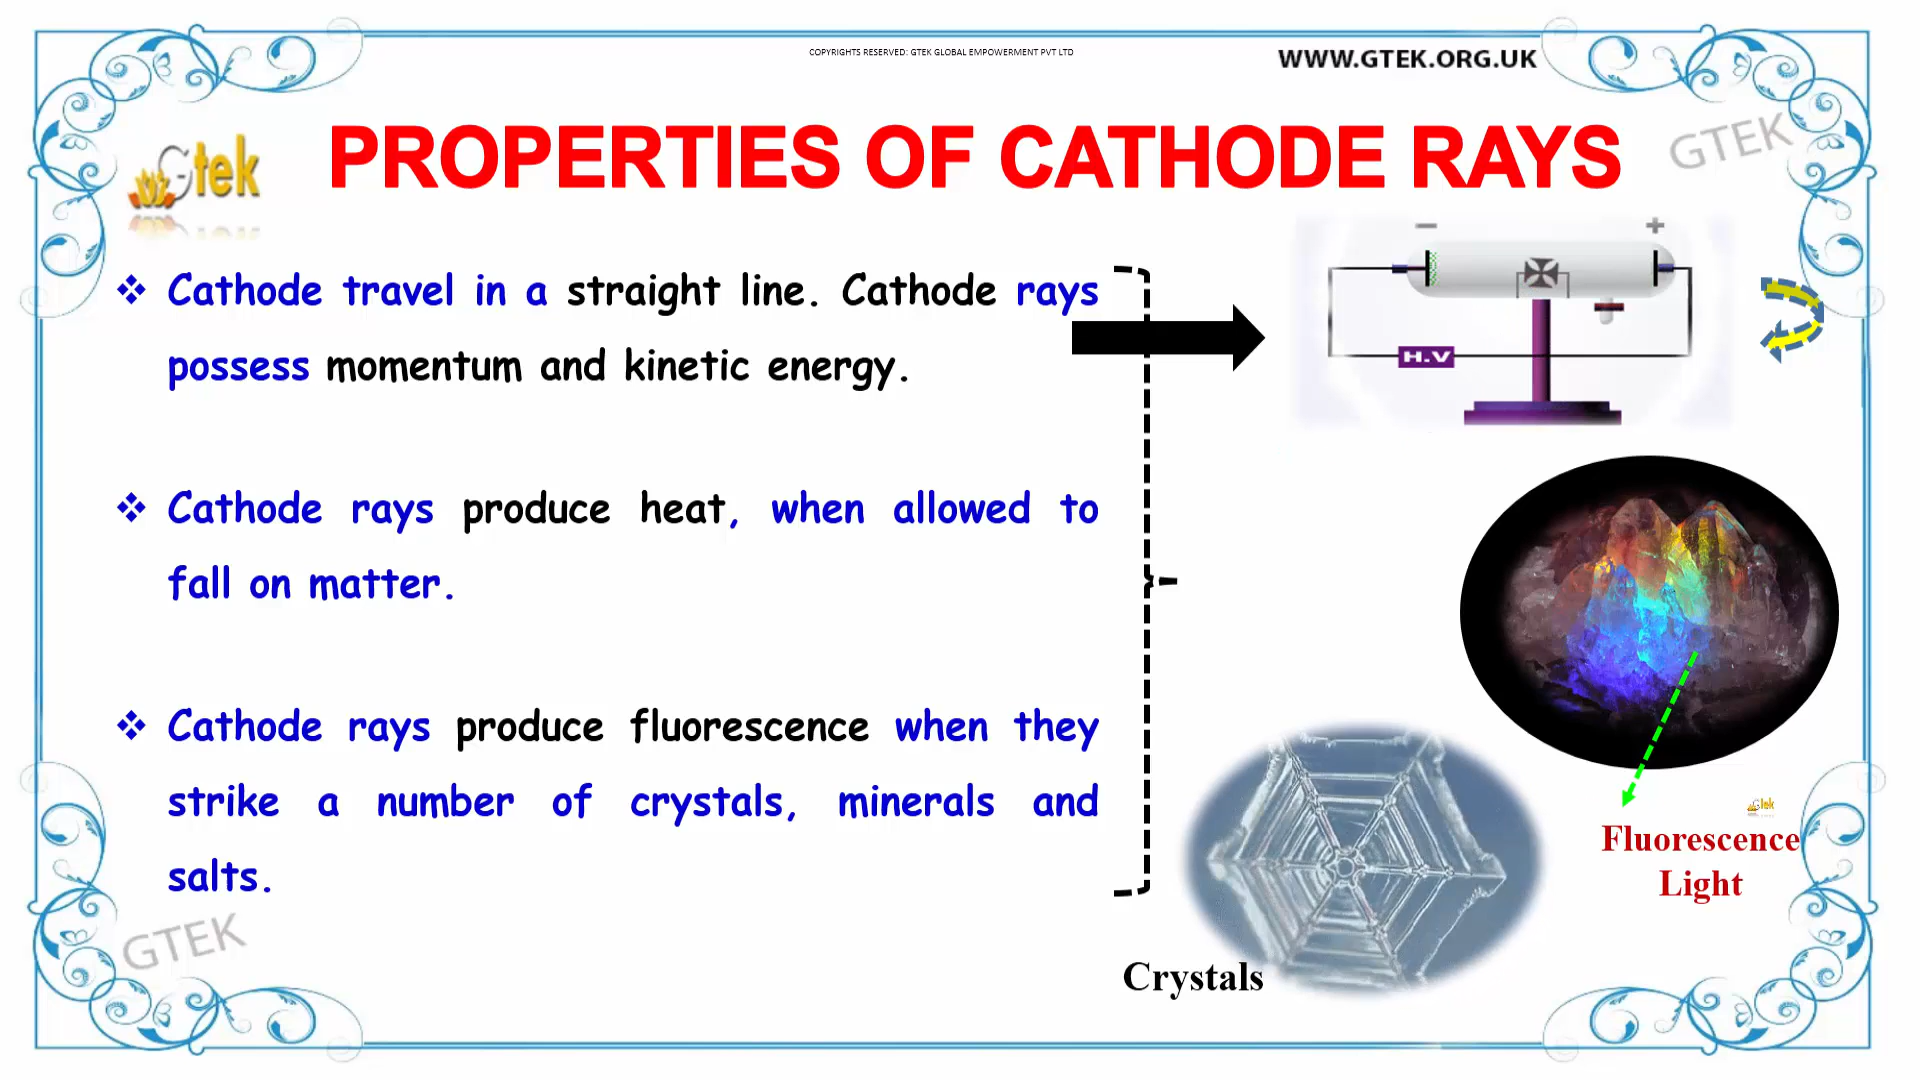 COPYRIGHTS RESERVED: GTEK GLOBAL EMPOWERMENT PVT LTD
WWW.GTEK.ORG.UK
GTEK
Gtek
PROPERTIES OF CATHODE RAYS
− +
❖ Cathode travel in a straight line. Cathode rays
possess momentum and kinetic energy.
H.V
❖ Cathode rays produce heat, when allowed to
fall on matter.
❖ Cathode rays produce fluorescence when they
strike a number of crystals, minerals and
salts.
Gtek
Fluorescence
Light
GTEK
Crystals